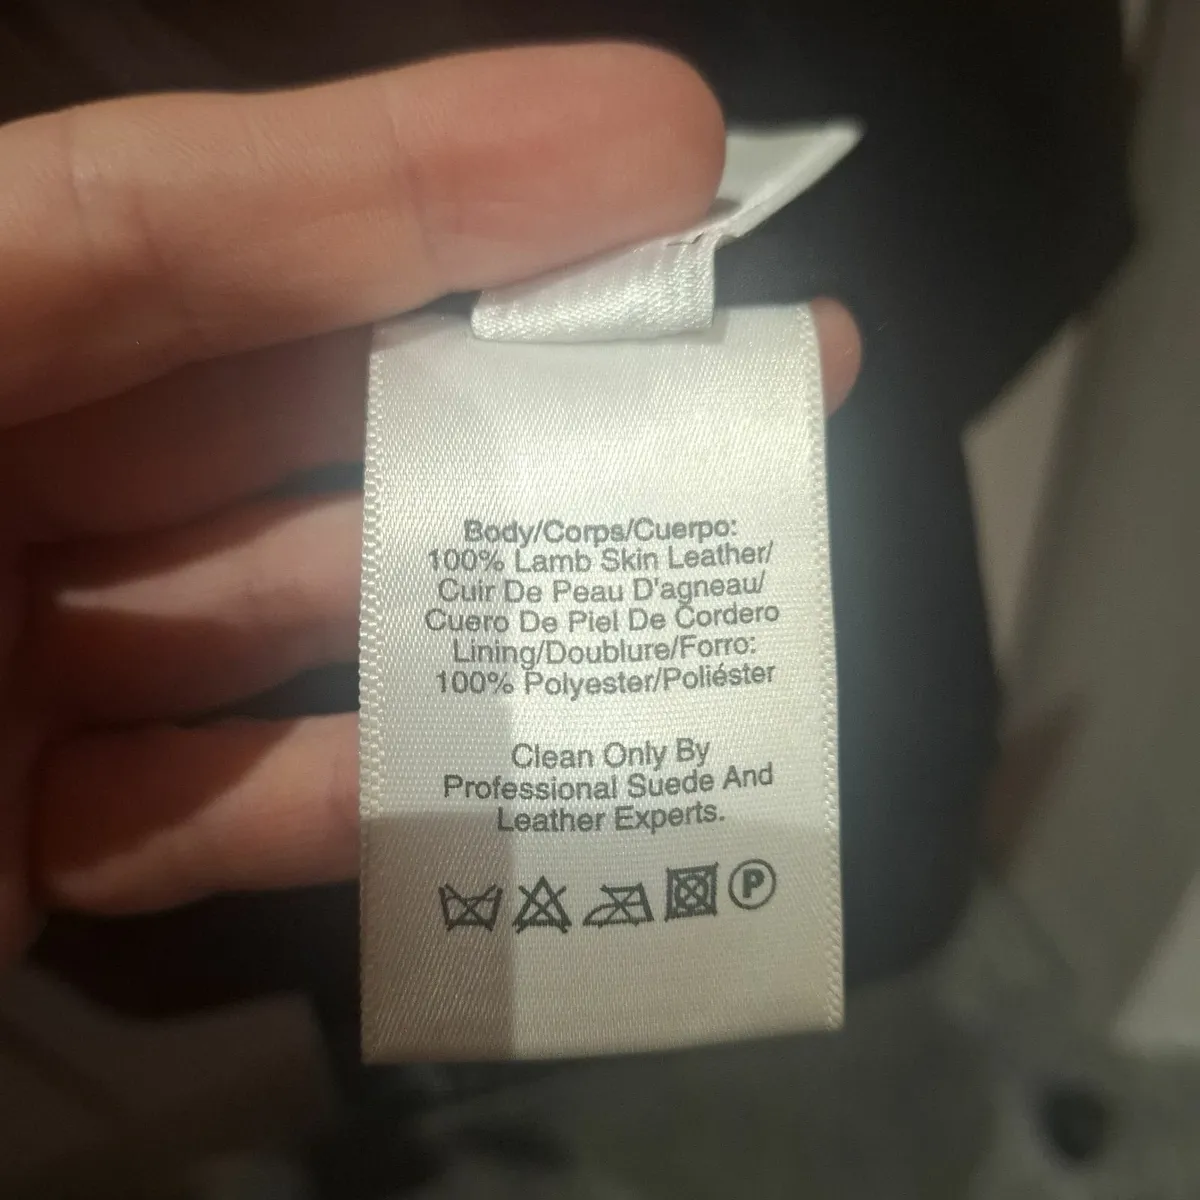 Body/Corps/Cuerpo:
100% Lamb Skin Leather/
Cuir De Peau D'agneau/
Cuero De Piel De Cordero
Lining/Doublure/Forro:
100% Polyester/Poliéster
Clean Only By
Professional Suede And
Leather Experts.
P